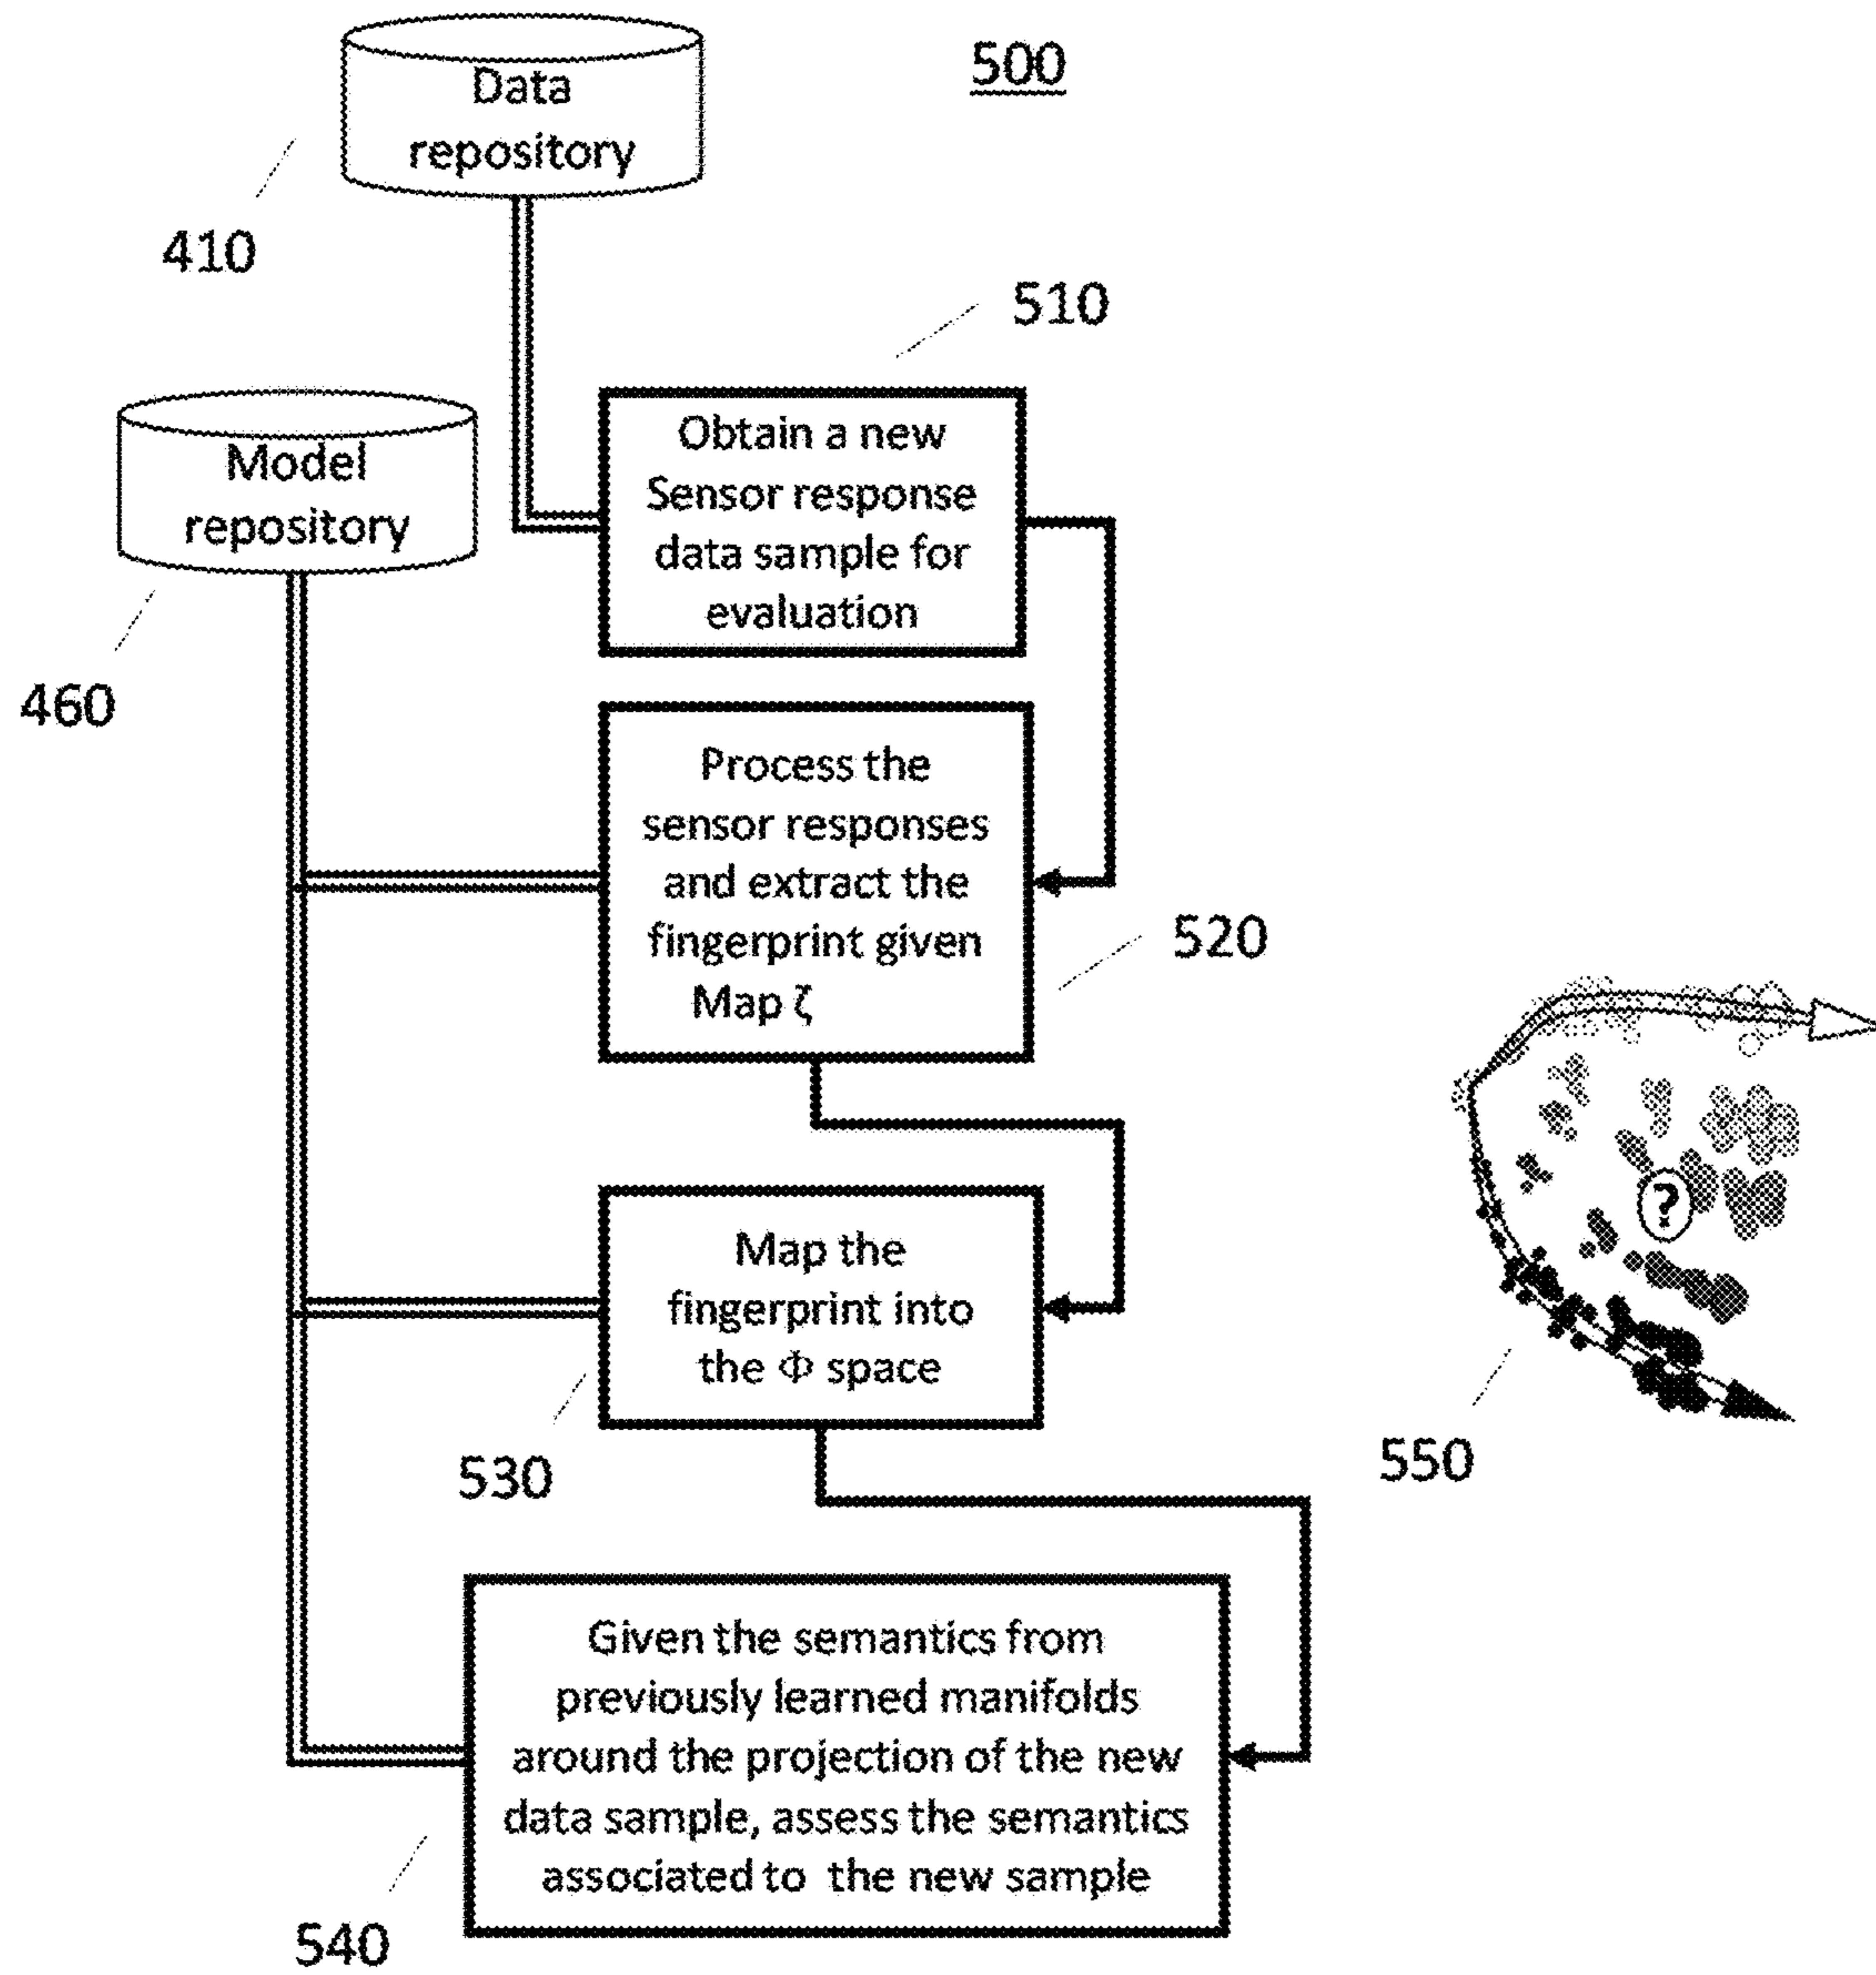 500
Data
repository
410
510
Model
repository
460
Obtain a new
Sensor response
data sample for
evaluation
Process the
sensor responses
and extract the
fingerprint given
Map ζ
520
Map the
fingerprint into
the Φ space
530
?
550
Given the semantics from
previously learned manifolds
around the projection of the new
data sample, assess the semantics
associated to the new sample
540